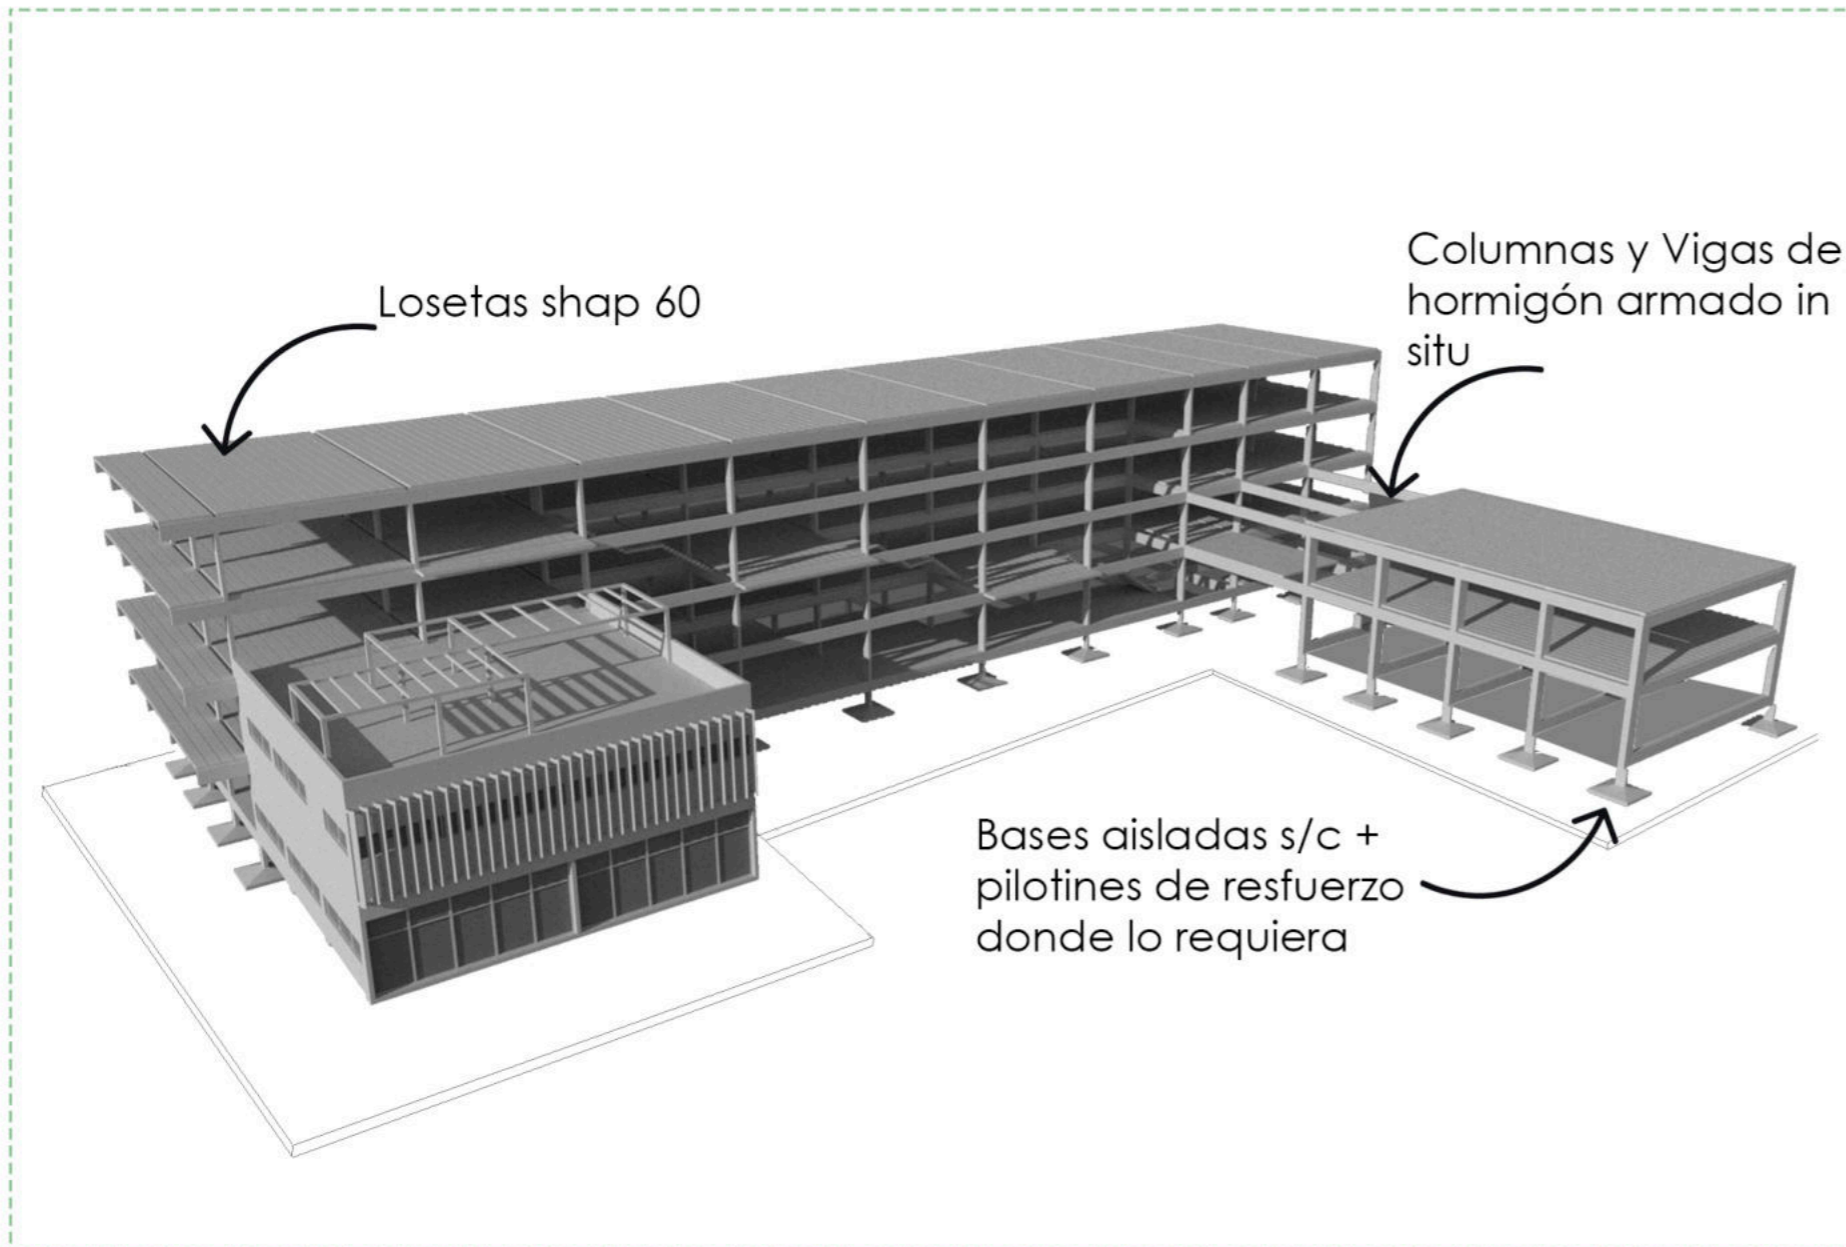 Losetas shap 60
Columnas y Vigas de
hormigón armado in
situ
Bases aisladas s/c +
pilotines de resfuerzo
donde lo requiera